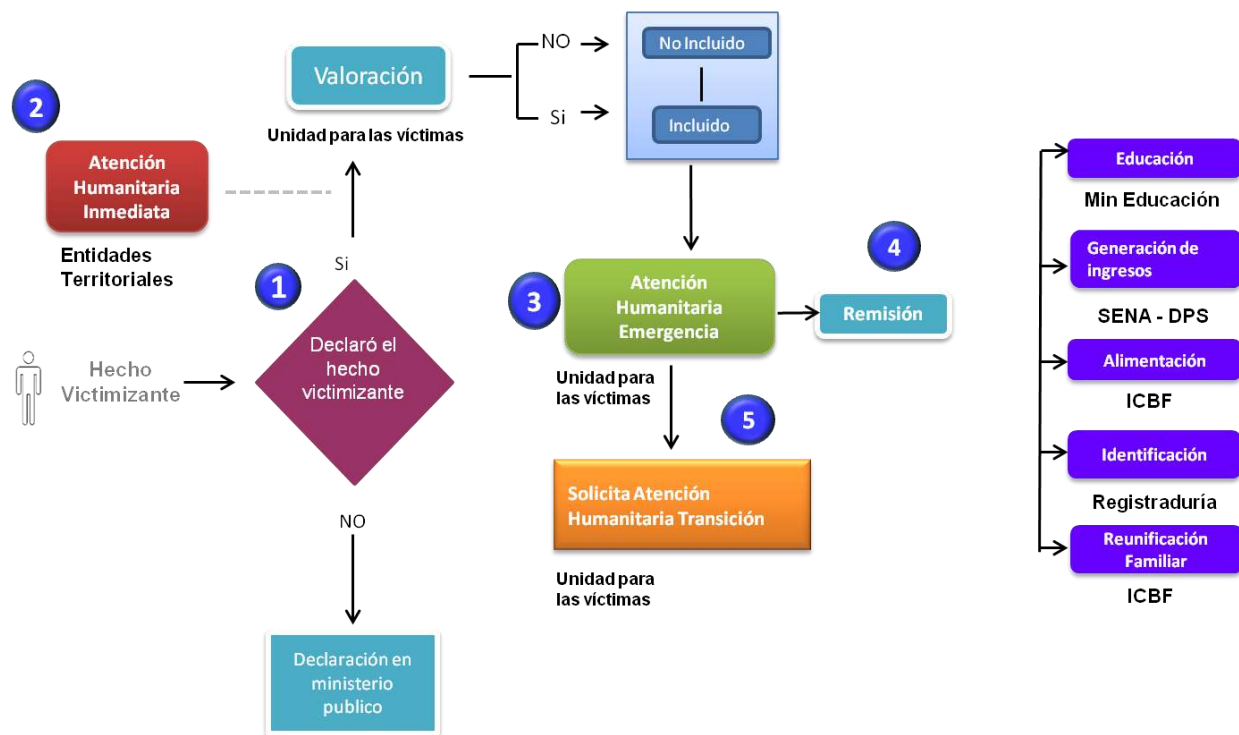 NO
No Incluido
Valoración
Si
Incluido
Unidad para las víctimas
2
Atención
Humanitaria
Inmediata
Entidades
Territoriales
Si
1
Declaró el
hecho
victimizante
Hecho
Victimizante
NO
Declaración en
ministerio
publico
3
Atención
Humanitaria
Emergencia
Unidad para
las víctimas
4
Remisión
5
Solicita Atención
Humanitaria Transición
Unidad para
las víctimas
Educación
Min Educación
Generación de
ingresos
SENA - DPS
Alimentación
ICBF
Identificación
Registraduría
Reunificación
Familiar
ICBF